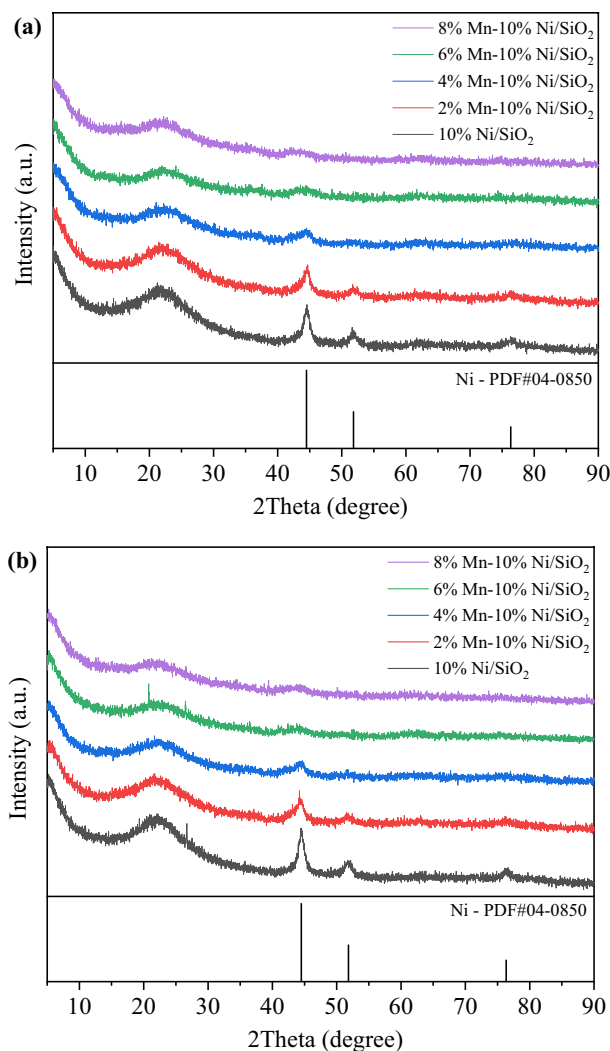 (a)
8% Mn-10% Ni/SiO₂
6% Mn-10% Ni/SiO₂
4% Mn-10% Ni/SiO₂
2% Mn-10% Ni/SiO₂
10% Ni/SiO₂
Intensity (a.u.)
Ni - PDF#04-0850
10 20 30 40 50 60 70 80 90
2Theta (degree)
(b)
8% Mn-10% Ni/SiO₂
6% Mn-10% Ni/SiO₂
4% Mn-10% Ni/SiO₂
2% Mn-10% Ni/SiO₂
10% Ni/SiO₂
Intensity (a.u.)
Ni - PDF#04-0850
10 20 30 40 50 60 70 80 90
2Theta (degree)